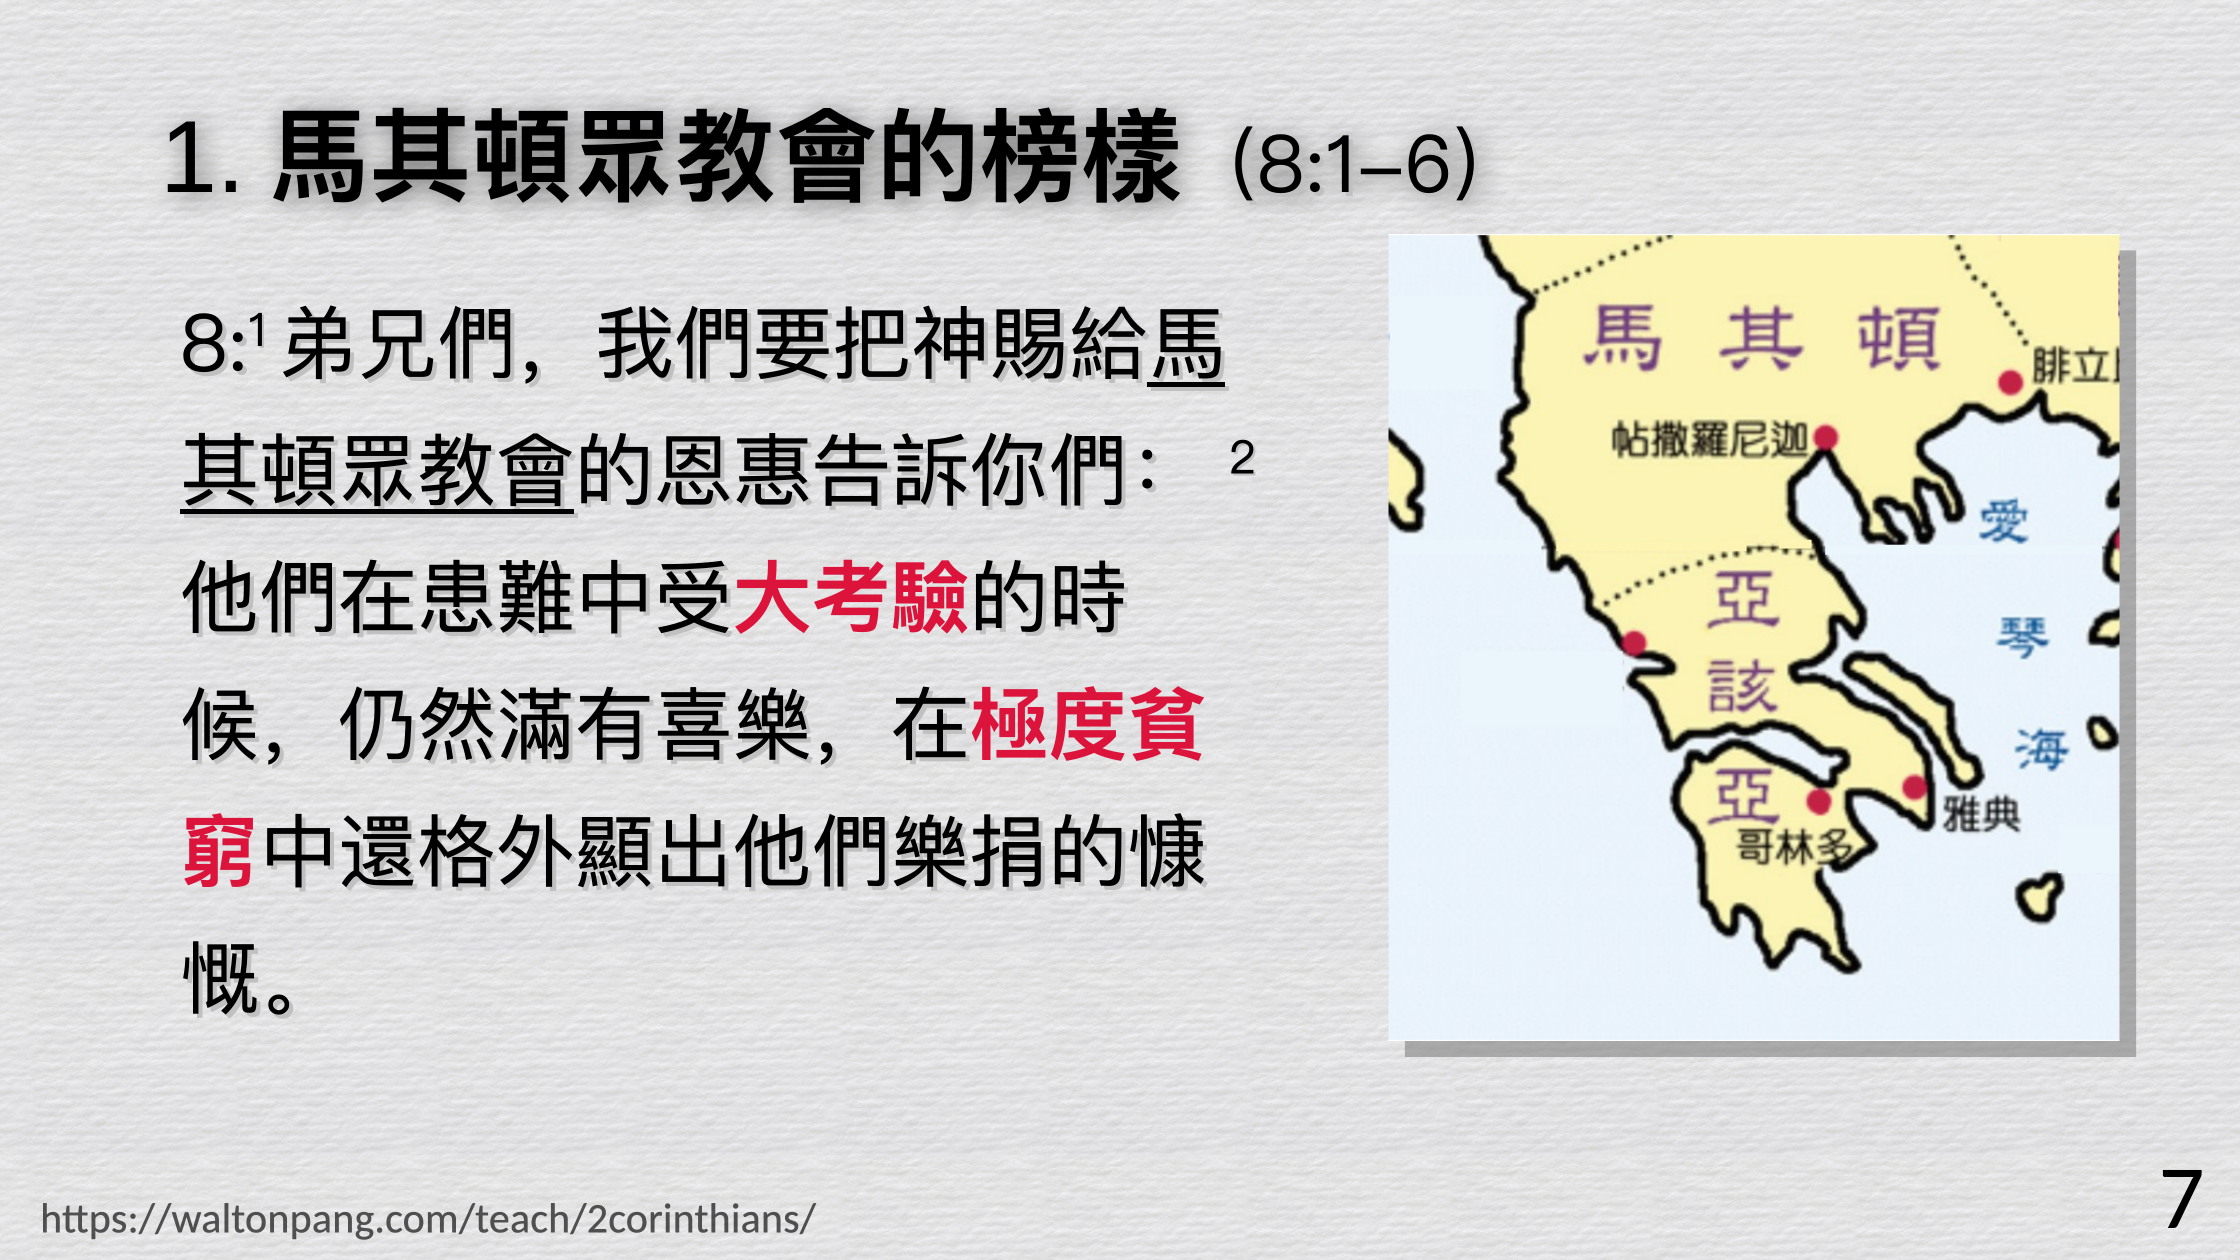 1. 馬其頓眾教會的榜樣 (8:1–6)
8:1 弟兄們，我們要把神賜給馬
其頓眾教會的恩惠告訴你們： 2
他們在患難中受大考驗的時
候，仍然滿有喜樂，在極度貧
窮中還格外顯出他們樂捐的慷
慨。
馬其頓
腓立
帖撒羅尼迦
愛琴海
亞該亞
雅典
哥林多
https://waltonpang.com/teach/2corinthians/
7